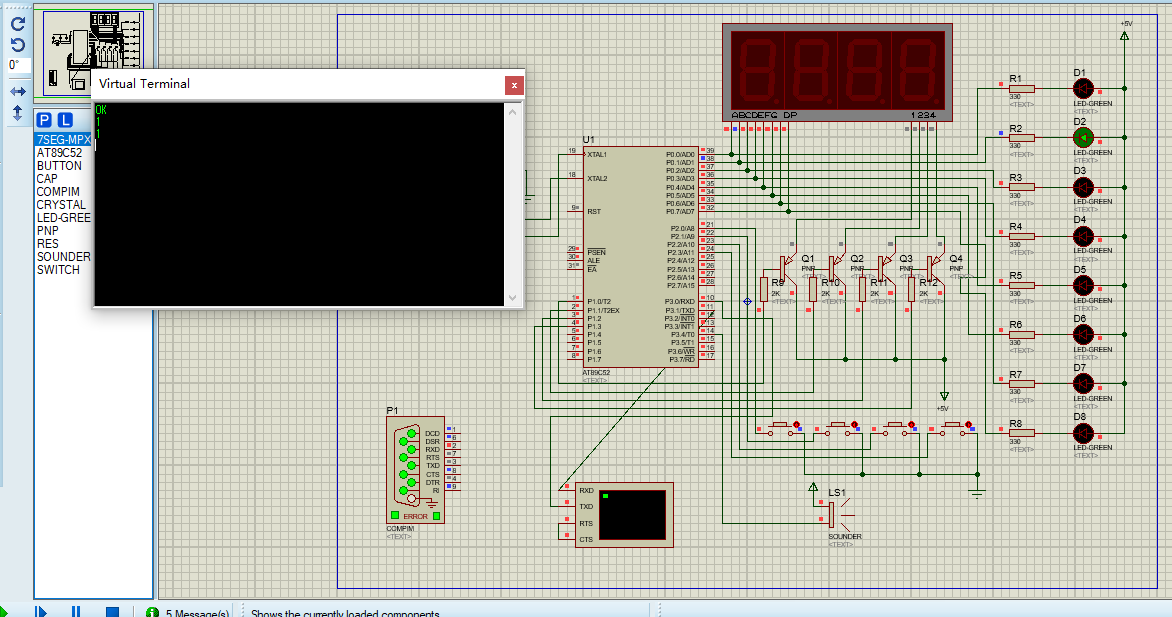 0°
Virtual Terminal
x
OK
1
1
P L
7SEG-MPX
AT89C52
BUTTON
CAP
COMPIM
CRYSTAL
LED-GREE
PNP
RES
SOUNDER
SWITCH
ABCDEFG DP
1234
+5V
U1
19 XTAL1
18 XTAL2
9 RST
29 PSEN
30 ALE
31 EA
1 P1.0/T2
2 P1.1/T2EX
3 P1.2
4 P1.3
5 P1.4
6 P1.5
7 P1.6
8 P1.7
P0.0/AD0 39
P0.1/AD1 38
P0.2/AD2 37
P0.3/AD3 36
P0.4/AD4 35
P0.5/AD5 34
P0.6/AD6 33
P0.7/AD7 32
P2.0/A8 21
P2.1/A9 22
P2.2/A10 23
P2.3/A11 24
P2.4/A12 25
P2.5/A13 26
P2.6/A14 27
P2.7/A15 28
P3.0/RXD 10
P3.1/TXD 11
P3.2/INT0 12
P3.3/INT1 13
P3.4/T0 14
P3.5/T1 15
P3.6/WR 16
P3.7/RD 17
AT89C52
<TEXT>
Q1
PNP
<TEXT>
Q2
PNP
<TEXT>
Q3
PNP
<TEXT>
Q4
PNP
<TEXT>
R9
2K
<TEXT>
R10
2K
<TEXT>
R11
2K
<TEXT>
R12
2K
<TEXT>
+5V
R1
330
<TEXT>
D1
LED-GREEN
<TEXT>
R2
330
<TEXT>
D2
LED-GREEN
<TEXT>
R3
330
<TEXT>
D3
LED-GREEN
<TEXT>
R4
330
<TEXT>
D4
LED-GREEN
<TEXT>
R5
330
<TEXT>
D5
LED-GREEN
<TEXT>
R6
330
<TEXT>
D6
LED-GREEN
<TEXT>
R7
330
<TEXT>
D7
LED-GREEN
<TEXT>
R8
330
<TEXT>
D8
LED-GREEN
<TEXT>
P1
DCD 1
DSR 6
RXD 2
RTS 7
TXD 3
CTS 8
DTR 4
RI 9
ERROR
COMPIM
<TEXT>
RXD
TXD
RTS
CTS
LS1
SOUNDER
<TEXT>
5 Message(s)
Shows the currently loaded components